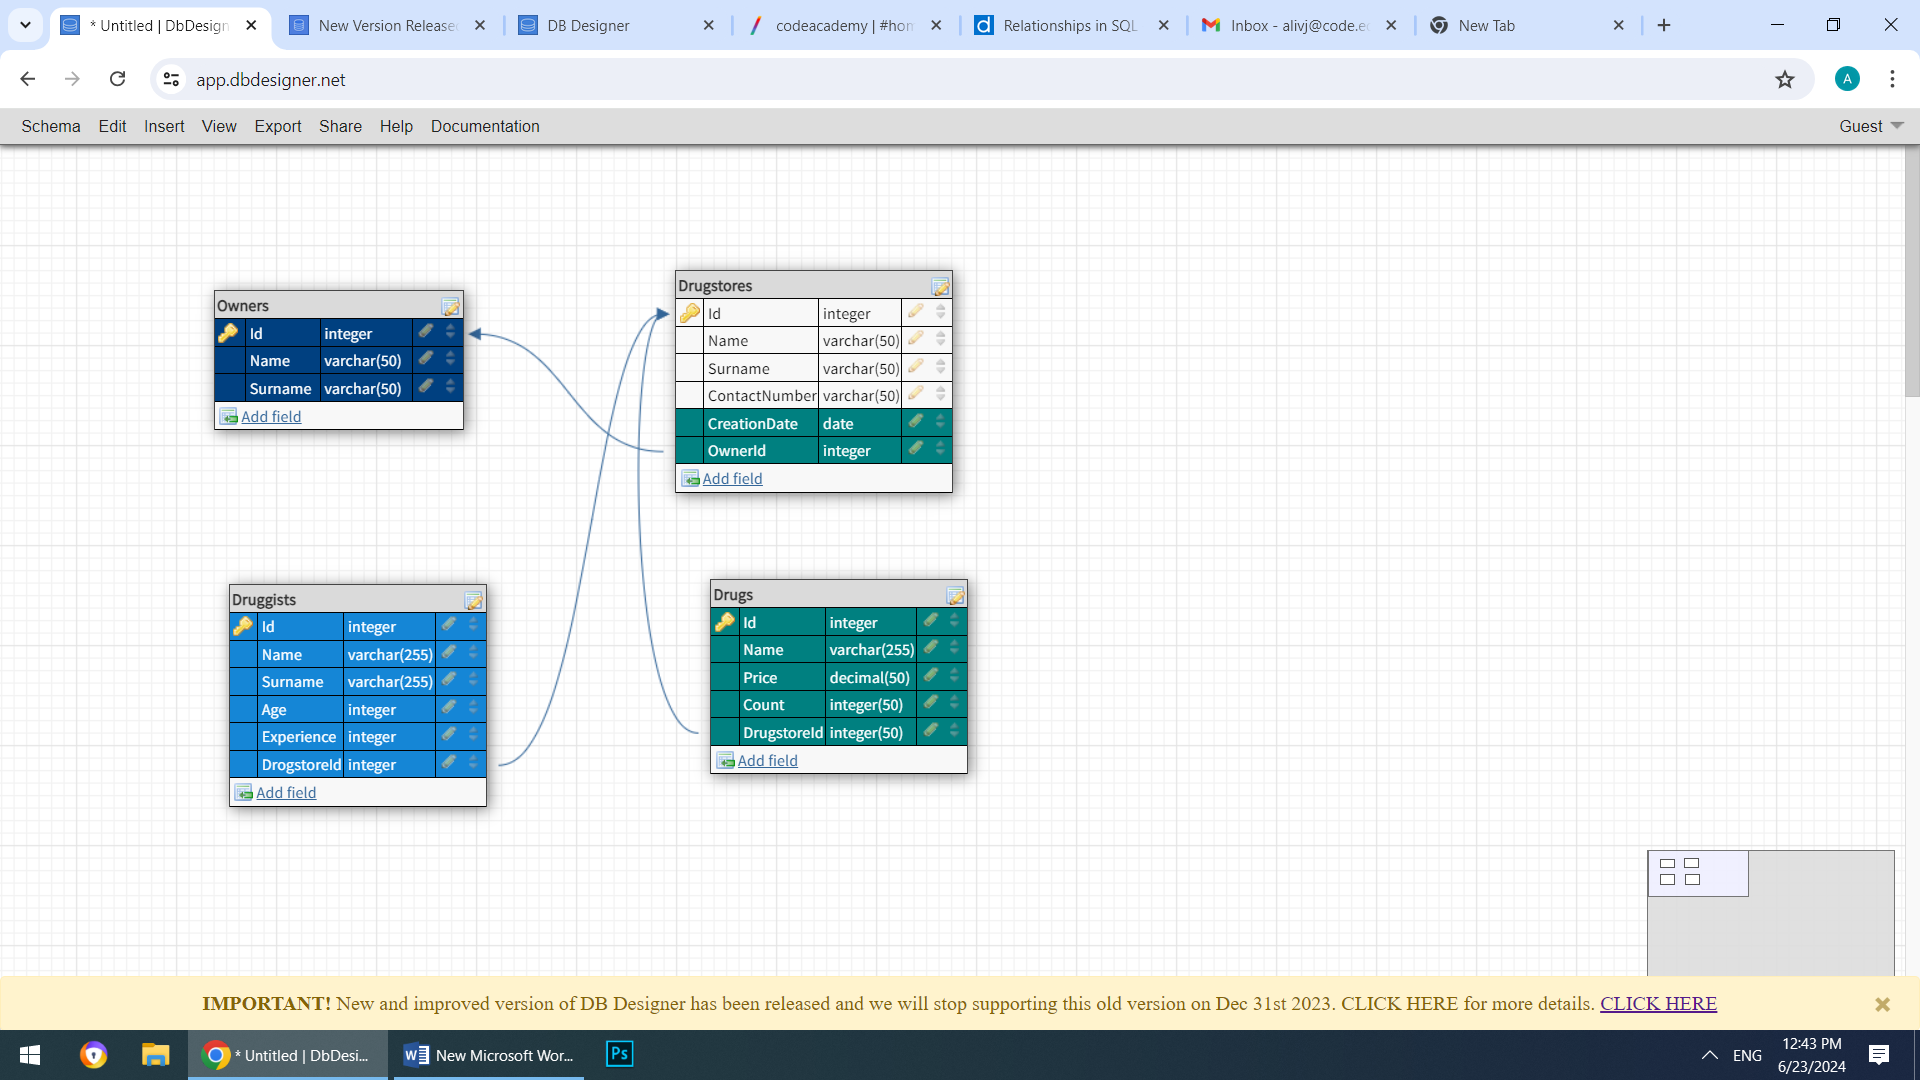 * Untitled | DbDesign
New Version Released
DB Designer
codeacademy | #hom
Relationships in SQL
Inbox - alivj@code.ed
New Tab
app.dbdesigner.net
A
Schema Edit Insert View Export Share Help Documentation
Guest
Owners
Id integer
Name varchar(50)
Surname varchar(50)
Add field
Drugstores
Id integer
Name varchar(50)
Surname varchar(50)
ContactNumber varchar(50)
CreationDate date
OwnerId integer
Add field
Druggists
Id integer
Name varchar(255)
Surname varchar(255)
Age integer
Experience integer
DrogstoreId integer
Add field
Drugs
Id integer
Name varchar(255)
Price decimal(50)
Count integer(50)
DrugstoreId integer(50)
Add field
IMPORTANT! New and improved version of DB Designer has been released and we will stop supporting this old version on Dec 31st 2023. CLICK HERE for more details. CLICK HERE
* Untitled | DbDesi...
New Microsoft Wor...
Ps
ENG
12:43 PM
6/23/2024